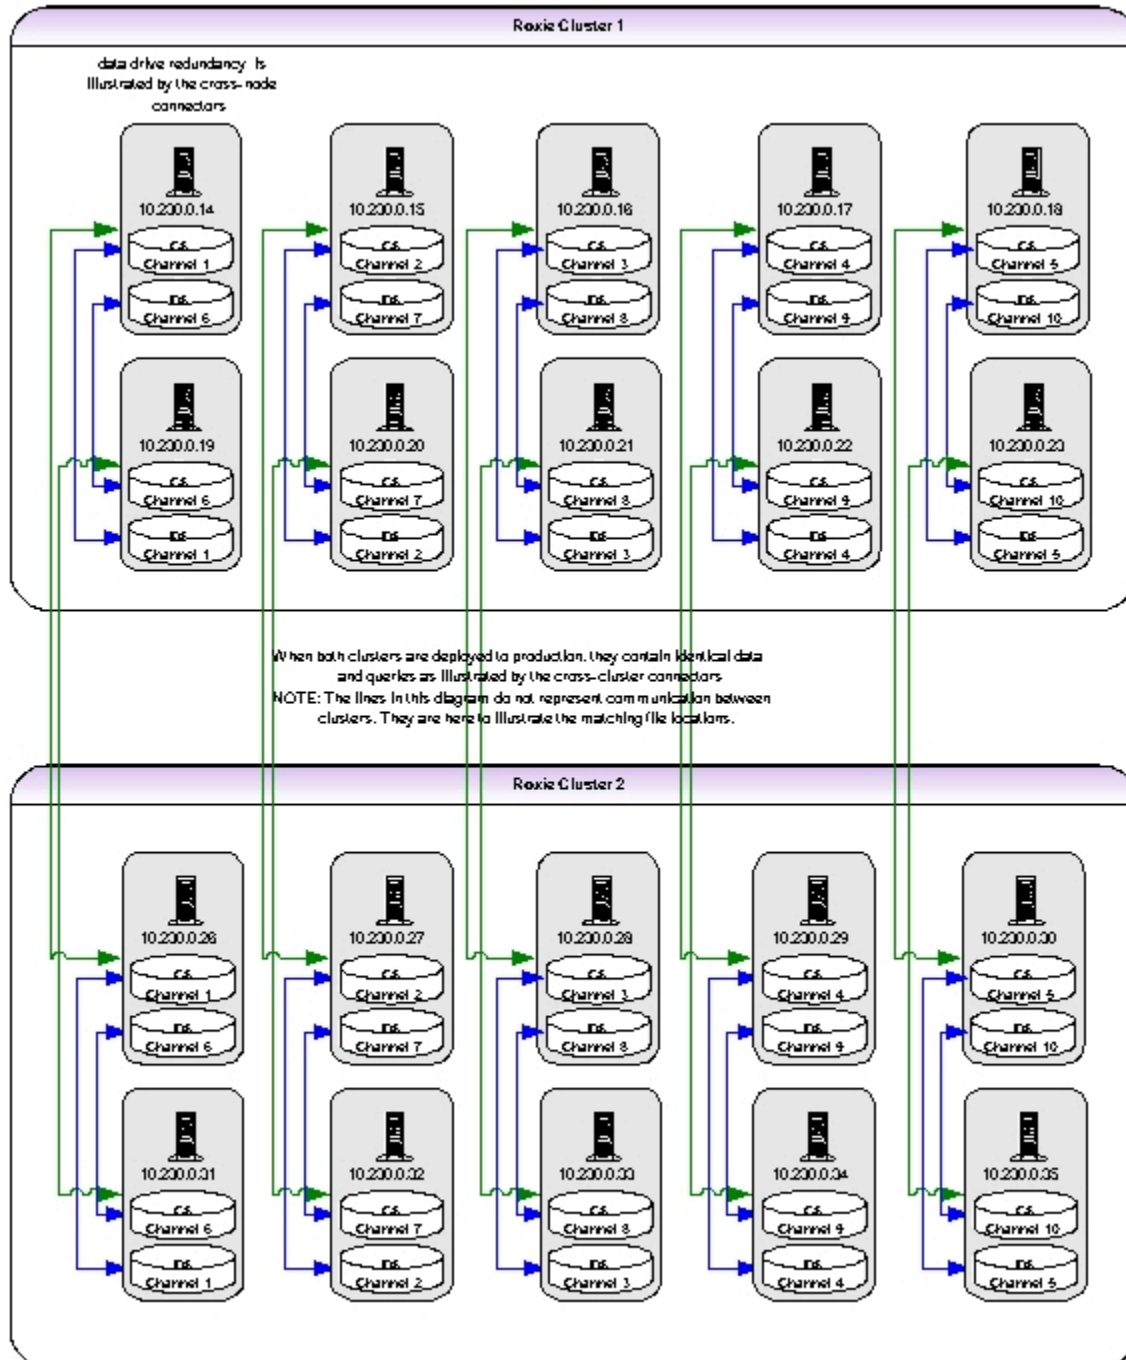 Roxie Cluster 1
data drive redundancy is
illustrated by the cross-node
connectors
10.230.0.14
10.230.0.15
10.230.0.16
10.230.0.17
10.230.0.18
C:\
Channel 1
C:\
Channel 2
C:\
Channel 3
C:\
Channel 4
C:\
Channel 5
D:\
Channel 6
D:\
Channel 7
D:\
Channel 8
D:\
Channel 9
D:\
Channel 10
10.230.0.19
10.230.0.20
10.230.0.21
10.230.0.22
10.230.0.23
C:\
Channel 6
C:\
Channel 7
C:\
Channel 8
C:\
Channel 9
C:\
Channel 10
D:\
Channel 1
D:\
Channel 2
D:\
Channel 3
D:\
Channel 4
D:\
Channel 5
When both clusters are deployed to production, they contain identical data
and queries as illustrated by the cross-cluster connectors
NOTE: The lines in this diagram do not represent communication between
clusters. They are here to illustrate the matching file locations.
Roxie Cluster 2
10.230.0.26
10.230.0.27
10.230.0.28
10.230.0.29
10.230.0.30
C:\
Channel 1
C:\
Channel 2
C:\
Channel 3
C:\
Channel 4
C:\
Channel 5
D:\
Channel 6
D:\
Channel 7
D:\
Channel 8
D:\
Channel 9
D:\
Channel 10
10.230.0.31
10.230.0.32
10.230.0.33
10.230.0.34
10.230.0.35
C:\
Channel 6
C:\
Channel 7
C:\
Channel 8
C:\
Channel 9
C:\
Channel 10
D:\
Channel 1
D:\
Channel 2
D:\
Channel 3
D:\
Channel 4
D:\
Channel 5